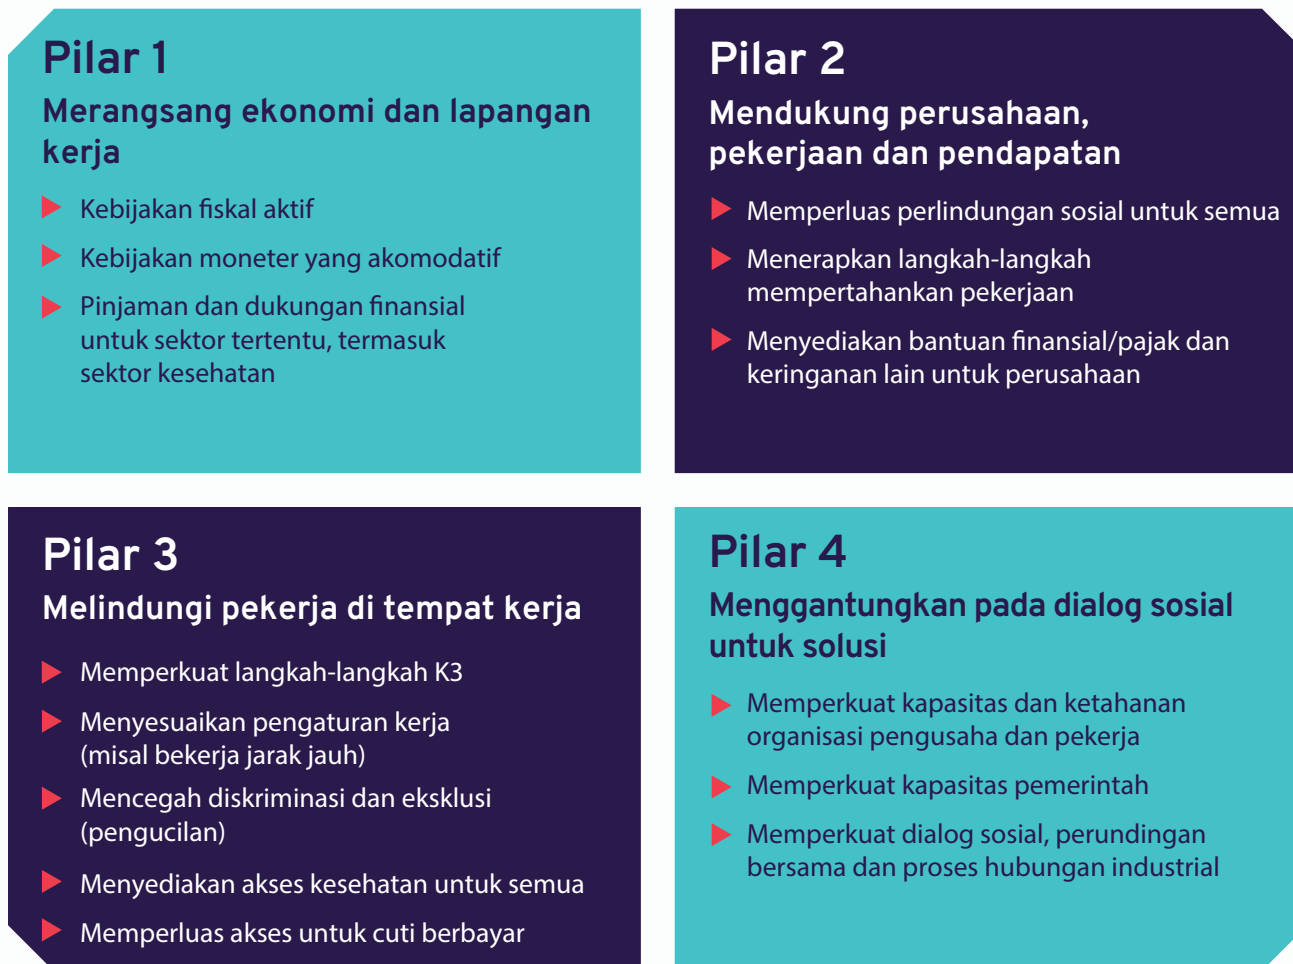 Pilar 1
Merangsang ekonomi dan lapangan
kerja
Kebijakan fiskal aktif
Kebijakan moneter yang akomodatif
Pinjaman dan dukungan finansial
untuk sektor tertentu, termasuk
sektor kesehatan
Pilar 2
Mendukung perusahaan,
pekerjaan dan pendapatan
Memperluas perlindungan sosial untuk semua
Menerapkan langkah-langkah
mempertahankan pekerjaan
Menyediakan bantuan finansial/pajak dan
keringanan lain untuk perusahaan
Pilar 3
Melindungi pekerja di tempat kerja
Memperkuat langkah-langkah K3
Menyesuaikan pengaturan kerja
(misal bekerja jarak jauh)
Mencegah diskriminasi dan eksklusi
(pengucilan)
Menyediakan akses kesehatan untuk semua
Memperluas akses untuk cuti berbayar
Pilar 4
Menggantungkan pada dialog sosial
untuk solusi
Memperkuat kapasitas dan ketahanan
organisasi pengusaha dan pekerja
Memperkuat kapasitas pemerintah
Memperkuat dialog sosial, perundingan
bersama dan proses hubungan industrial